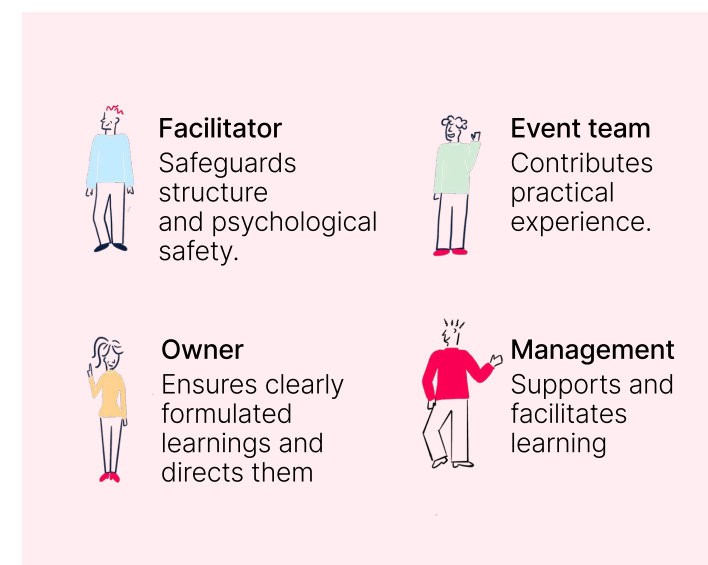 Facilitator
Safeguards
structure
and psychological
safety.
Event team
Contributes
practical
experience.
Owner
Ensures clearly
formulated
learnings and
directs them
Management
Supports and
facilitates
learning